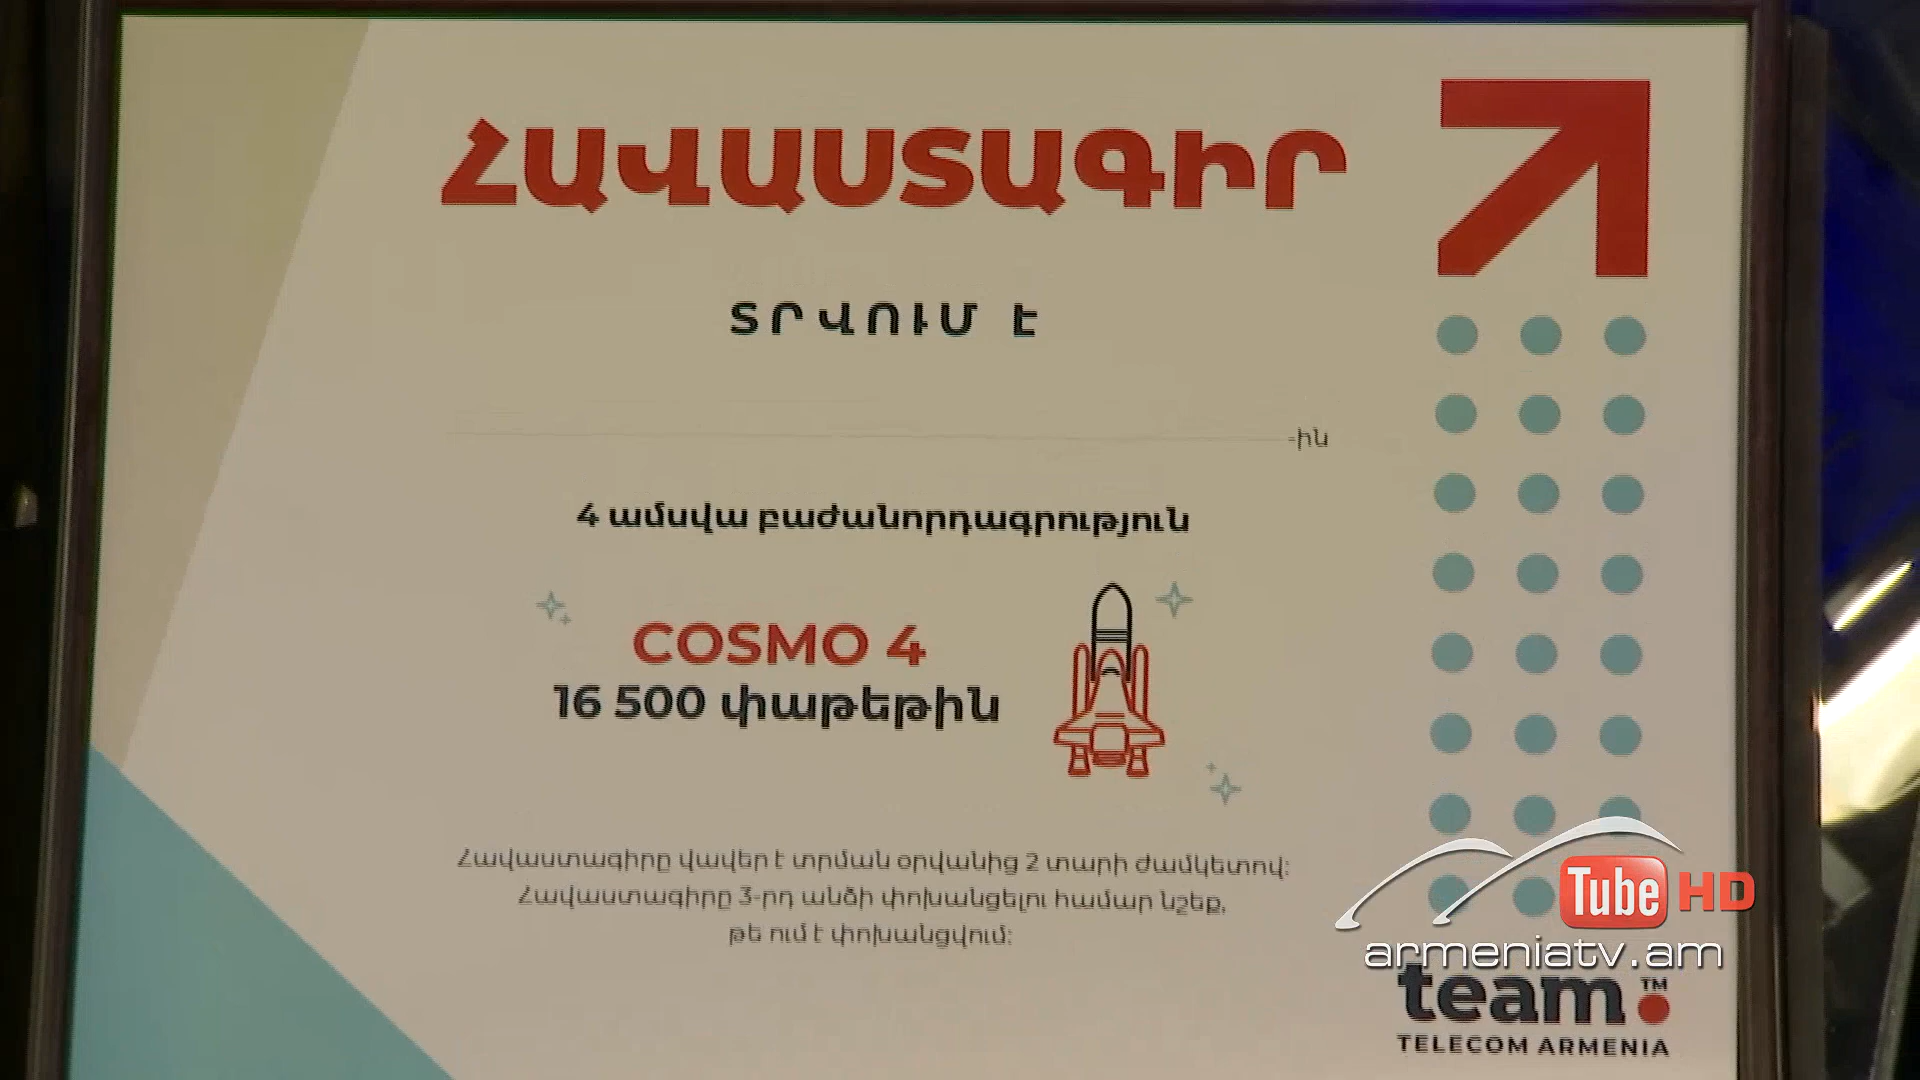 ՀԱՎԱՍՏԱԳԻՐ
ՏՐՎՈՒՄ Է
-ին
4 ամսվա բաժանորդագրություն
COSMO 4
16 500 փաթեթին
Հավաստագիրը վավեր է տրման օրվանից 2 տարի ժամկետով:
Հավաստագիրը 3-րդ անձի փոխանցելու համար նշեք,
թե ում է փոխանցվում:
Tube HD
armeniatv.am
team ™
TELECOM ARMENIA